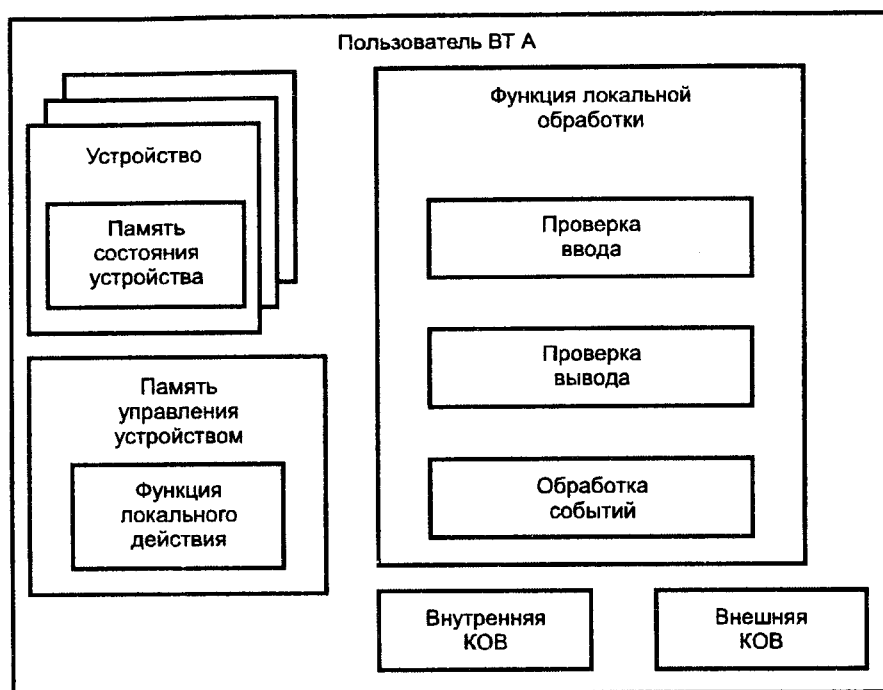 Пользователь ВТ А
Устройство
Память
состояния
устройства
Память
управления
устройством
Функция
локального
действия
Функция локальной
обработки
Проверка
ввода
Проверка
вывода
Обработка
событий
Внутренняя
КОВ
Внешняя
КОВ